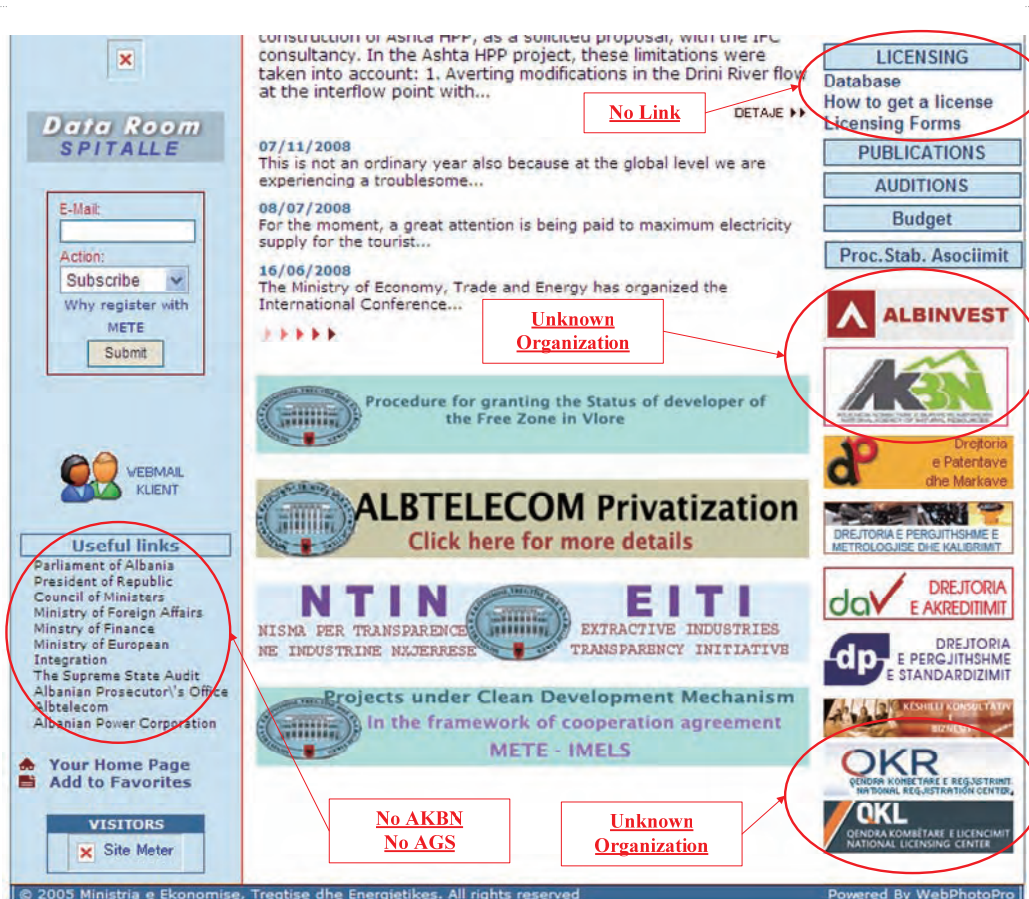 Data Room
SPITALLE
E-Mail:
Action:
Subscribe
Why register with
METE
Submit
WEBMAIL
KLIENT
Useful links
Parliament of Albania
President of Republic
Council of Ministers
Ministry of Foreign Affairs
Minstry of Finance
Ministry of European
Integration
The Supreme State Audit
Albanian Prosecutor\'s Office
Albtelecom
Albanian Power Corporation
Your Home Page
Add to Favorites
VISITORS
Site Meter
construction of Ashta HPP, as a solicited proposal, with the IFC
consultancy. In the Ashta HPP project, these limitations were
taken into account: 1. Averting modifications in the Drini River flow
at the interflow point with...
No Link
DETAJE
07/11/2008
This is not an ordinary year also because at the global level we are
experiencing a troublesome...
08/07/2008
For the moment, a great attention is being paid to maximum electricity
supply for the tourist...
16/06/2008
The Ministry of Economy, Trade and Energy has organized the
International Conference...
Unknown
Organization
Procedure for granting the Status of developer of
the Free Zone in Vlore
ALBTELECOM Privatization
Click here for more details
NTIN EITI
NISMA PER TRANSPARENCE EXTRACTIVE INDUSTRIES
NE INDUSTRINE NXJERRESE TRANSPARENCY INITIATIVE
Projects under Clean Development Mechanism
In the framework of cooperation agreement
METE - IMELS
No AKBN
No AGS
Unknown
Organization
LICENSING
Database
How to get a license
Licensing Forms
PUBLICATIONS
AUDITIONS
Budget
Proc.Stab. Asociimit
ALBINVEST
AKBN
NATIONAL AGENCY OF NATURAL RESOURCES
dp
Drejtoria
e Patentave
dhe Markave
DREJTORIA E PERGJITHSHME E
METROLOGJISE DHE KALIBRIMIT
dav
DREJTORIA
E AKREDITIMIT
dps
DREJTORIA
E PERGJITHSHME
E STANDARDIZIMIT
KËSHILLI KONSULTATIV
I
BIZNESIT
QKR
QENDRA KOMBETARE E REGJISTRIMIT
NATIONAL REGISTRATION CENTER
QKL
QENDRA KOMBËTARE E LICENCIMIT
NATIONAL LICENSING CENTER
© 2005 Ministria e Ekonomise, Tregtise dhe Energjetikes. All rights reserved
Powered By WebPhotoPro